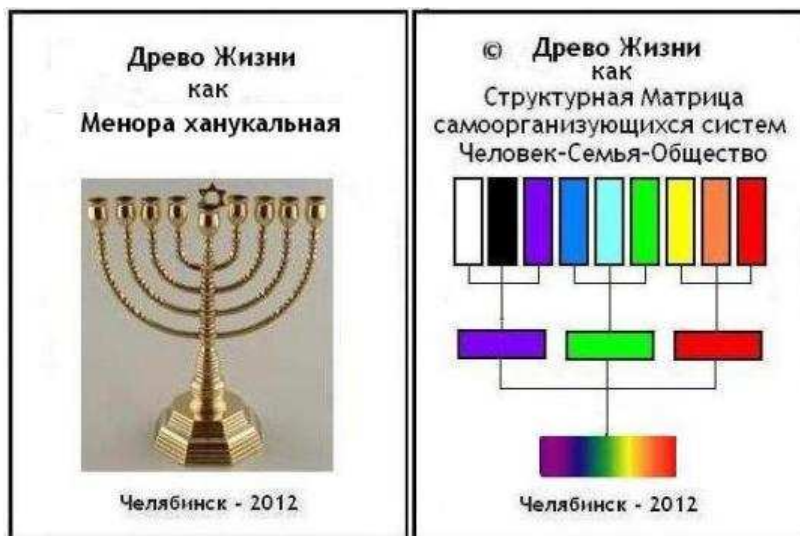 Древо Жизни
как
Менора ханукальная
Челябинск - 2012
© Древо Жизни
как
Структурная Матрица
самоорганизующихся систем
Человек-Семья-Общество
Челябинск - 2012